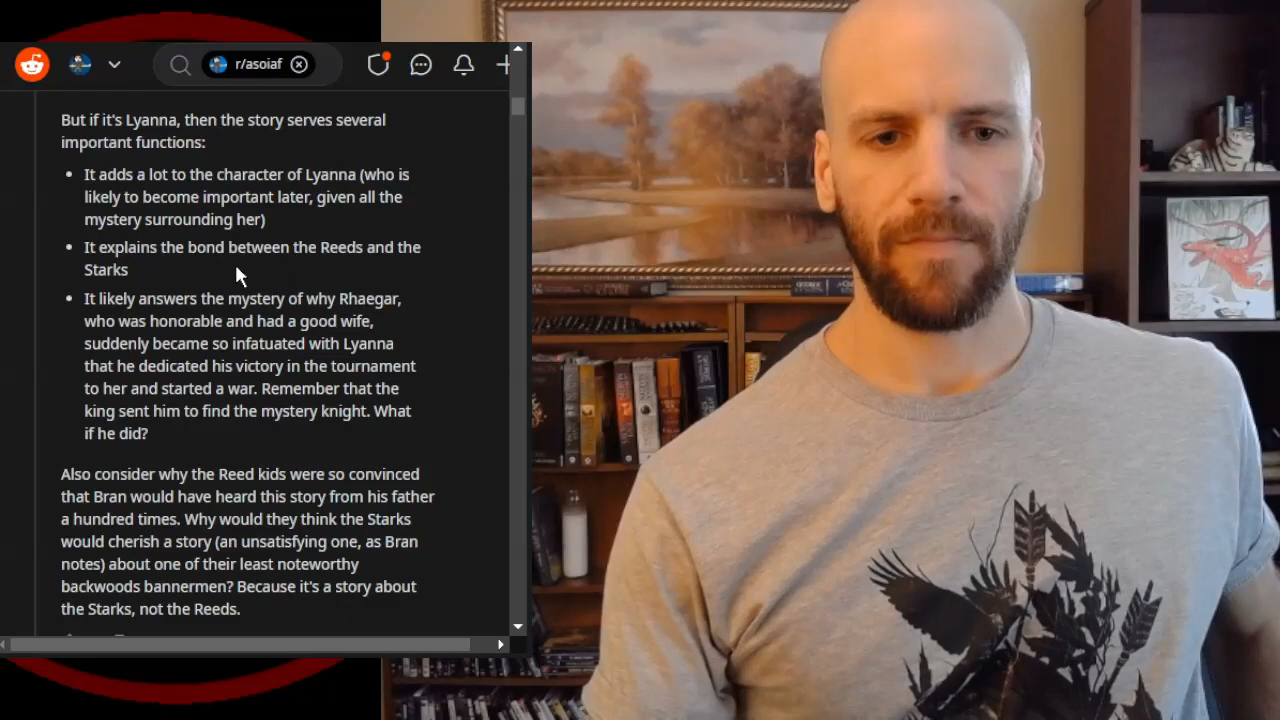 r/asoiaf
But if it's Lyanna, then the story serves several
important functions:
It adds a lot to the character of Lyanna (who is
likely to become important later, given all the
mystery surrounding her)
It explains the bond between the Reeds and the
Starks
It likely answers the mystery of why Rhaegar,
who was honorable and had a good wife,
suddenly became so infatuated with Lyanna
that he dedicated his victory in the tournament
to her and started a war. Remember that the
king sent him to find the mystery knight. What
if he did?
Also consider why the Reed kids were so convinced
that Bran would have heard this story from his father
a hundred times. Why would they think the Starks
would cherish a story (an unsatisfying one, as Bran
notes) about one of their least noteworthy
backwoods bannermen? Because it's a story about
the Starks, not the Reeds.